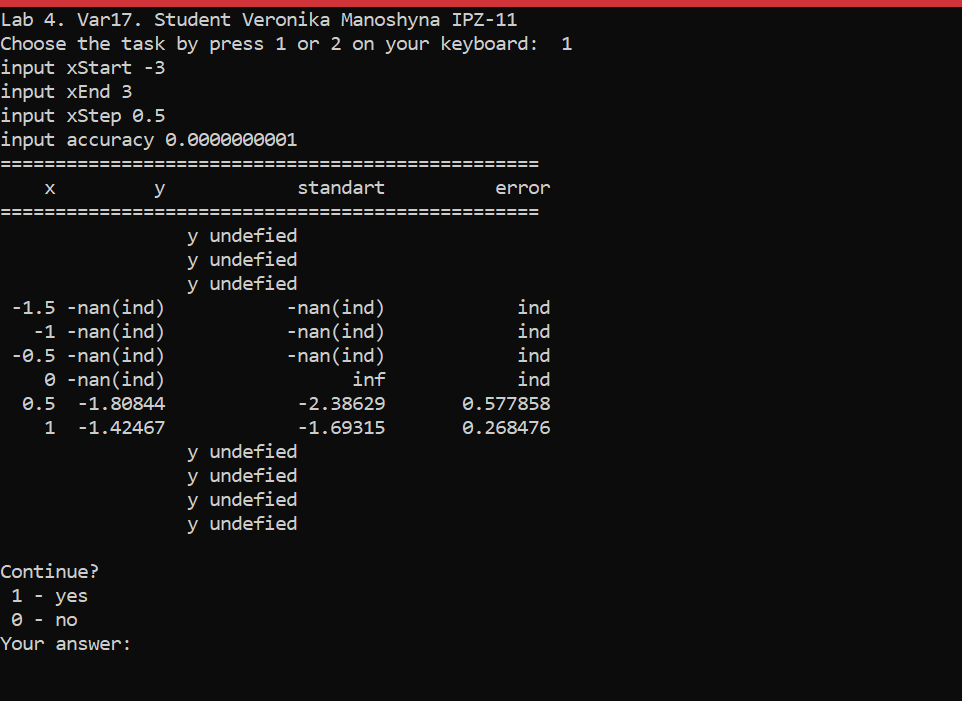 Lab 4. Var17. Student Veronika Manoshyna IPZ-11
Choose the task by press 1 or 2 on your keyboard:  1
input xStart -3
input xEnd 3
input xStep 0.5
input accuracy 0.0000000001
=================================================
    x         y            standart          error
=================================================
                 y undefied
                 y undefied
                 y undefied
 -1.5 -nan(ind)           -nan(ind)            ind
   -1 -nan(ind)           -nan(ind)            ind
 -0.5 -nan(ind)           -nan(ind)            ind
    0 -nan(ind)                 inf            ind
  0.5  -1.80844            -2.38629       0.577858
    1  -1.42467            -1.69315       0.268476
                 y undefied
                 y undefied
                 y undefied
                 y undefied
Continue?
 1 - yes
 0 - no
Your answer: